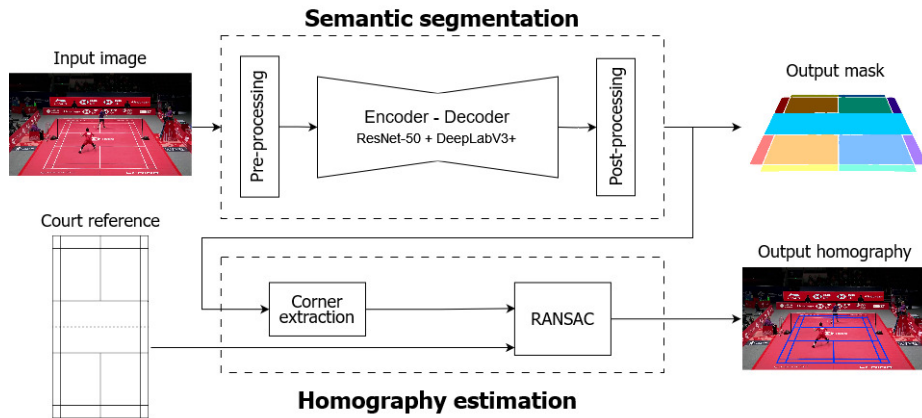 Semantic segmentation
Input image
Pre-processing
Encoder - Decoder
ResNet-50 + DeepLabV3+
Post-processing
Output mask
Court reference
Corner
extraction
RANSAC
Output homography
Homography estimation